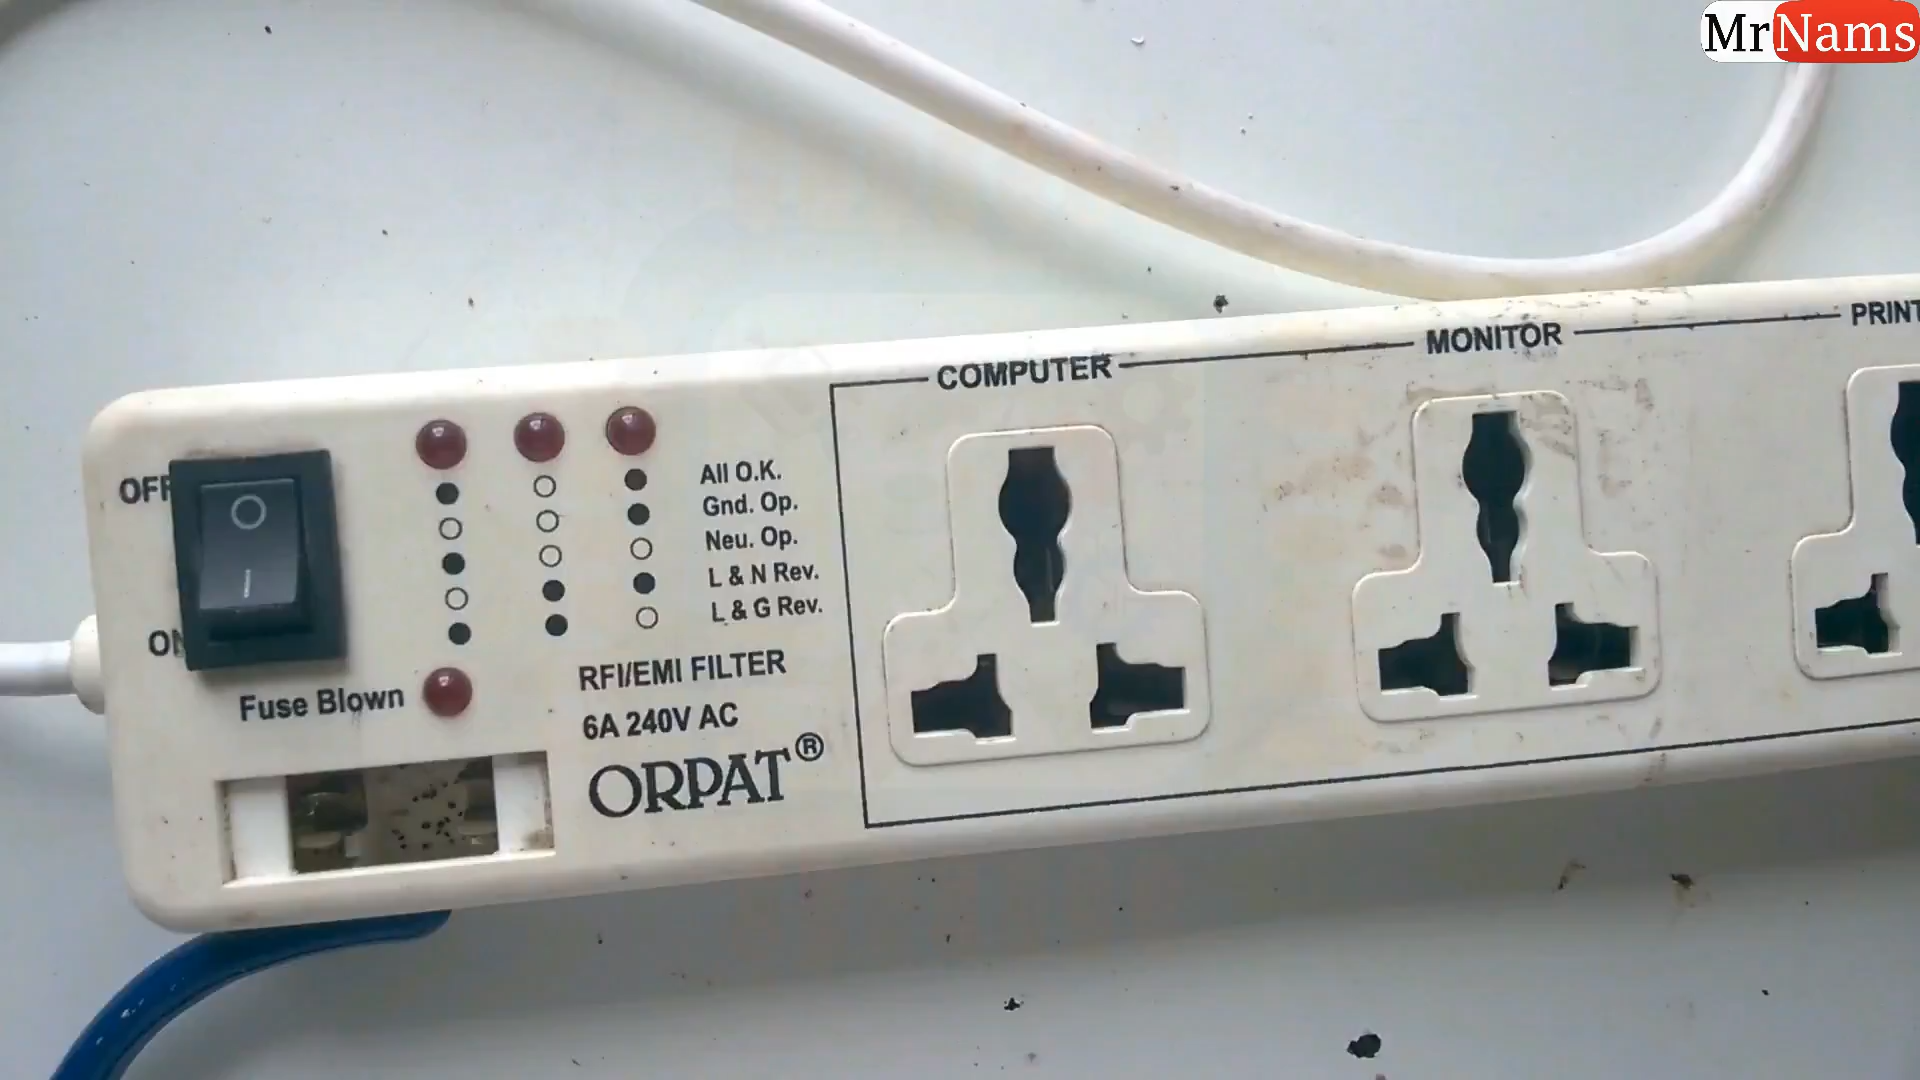 MrNams
COMPUTER
MONITOR
PRINT
OFF
ON
All O.K.
Gnd. Op.
Neu. Op.
L & N Rev.
L & G Rev.
Fuse Blown
RFI/EMI FILTER
6A 240V AC
ORPAT®